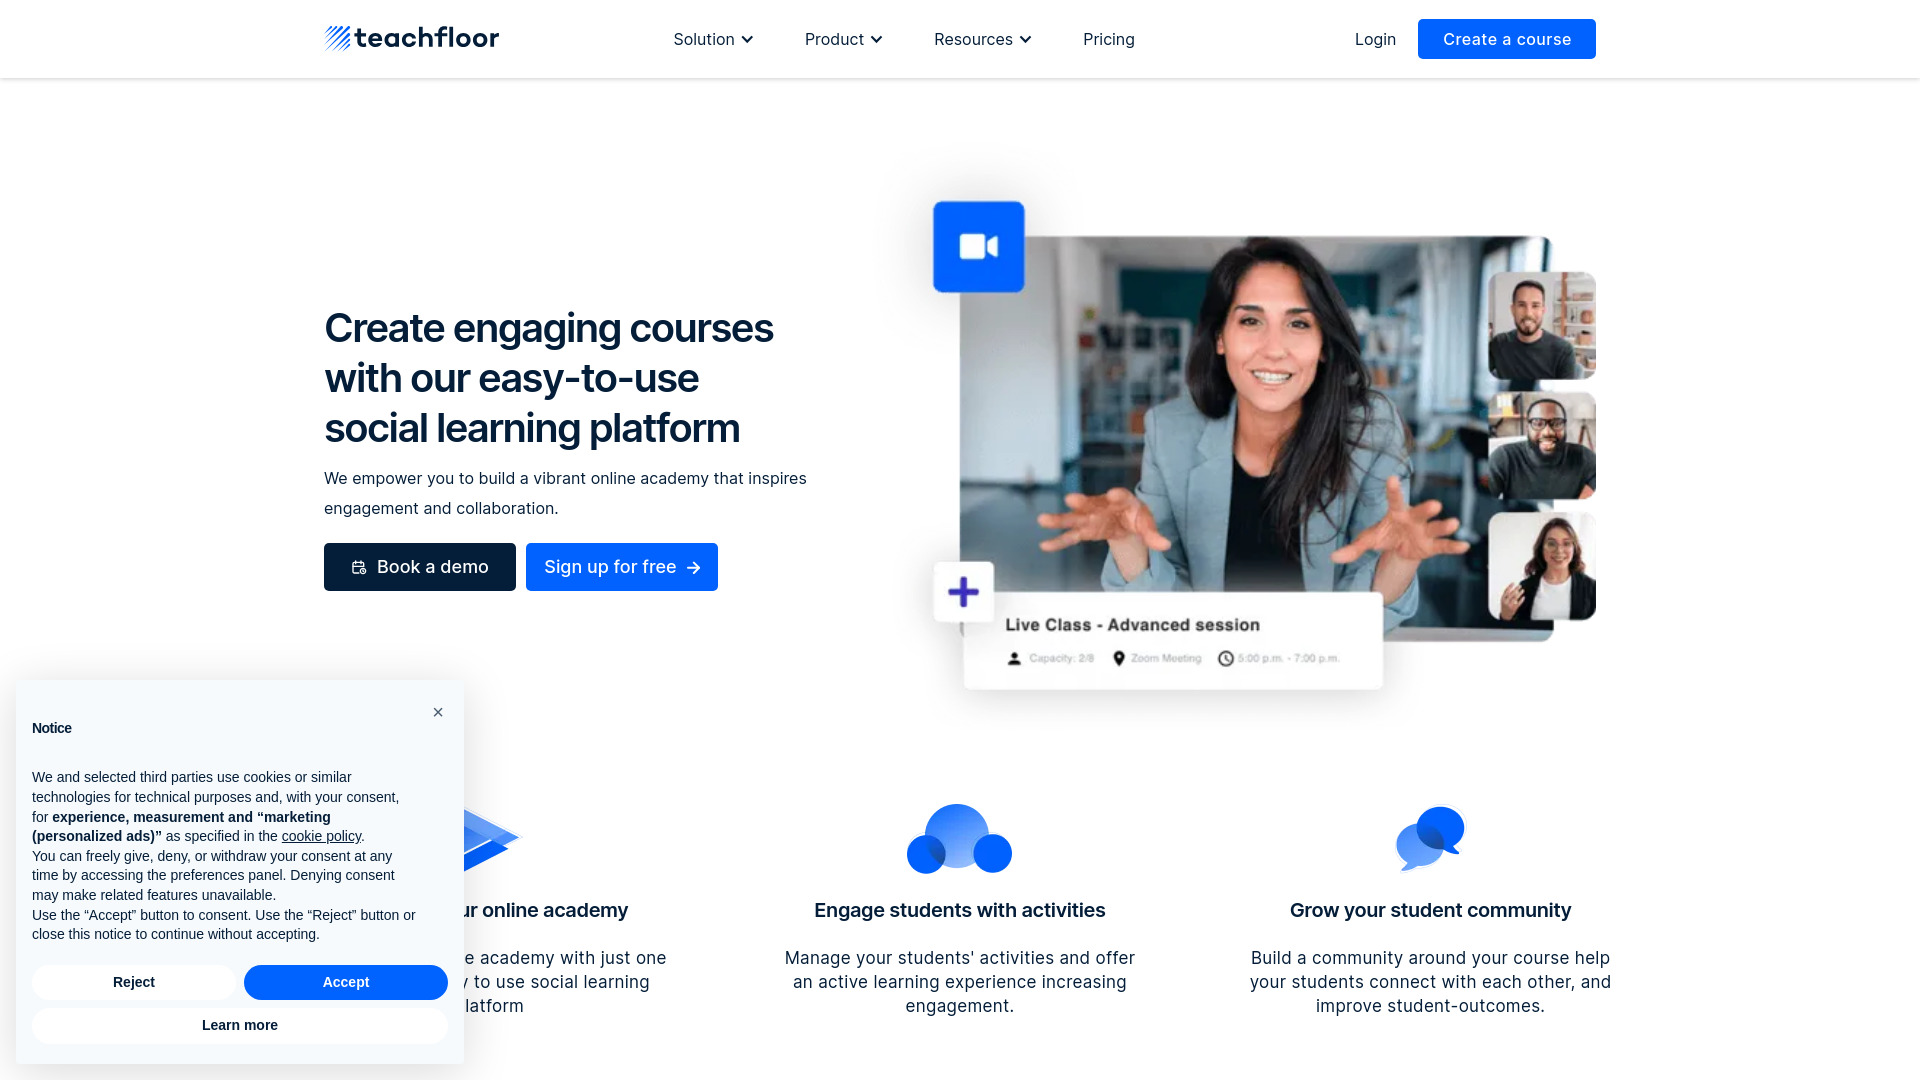 teachfloor
Solution
Product
Resources
Pricing
Login
Create a course
Create engaging courses
with our easy-to-use
social learning platform
We empower you to build a vibrant online academy that inspires
engagement and collaboration.
Book a demo
Sign up for free
Live Class - Advanced session
Capacity: 2/8
Zoom Meeting
5:00 p.m. - 7:00 p.m.
Notice
×
We and selected third parties use cookies or similar
technologies for technical purposes and, with your consent,
for experience, measurement and “marketing
(personalized ads)” as specified in the cookie policy.
You can freely give, deny, or withdraw your consent at any
time by accessing the preferences panel. Denying consent
may make related features unavailable.
Use the “Accept” button to consent. Use the “Reject” button or
close this notice to continue without accepting.
Reject
Accept
Learn more
ur online academy
e academy with just one
y to use social learning
latform
Engage students with activities
Manage your students' activities and offer
an active learning experience increasing
engagement.
Grow your student community
Build a community around your course help
your students connect with each other, and
improve student-outcomes.